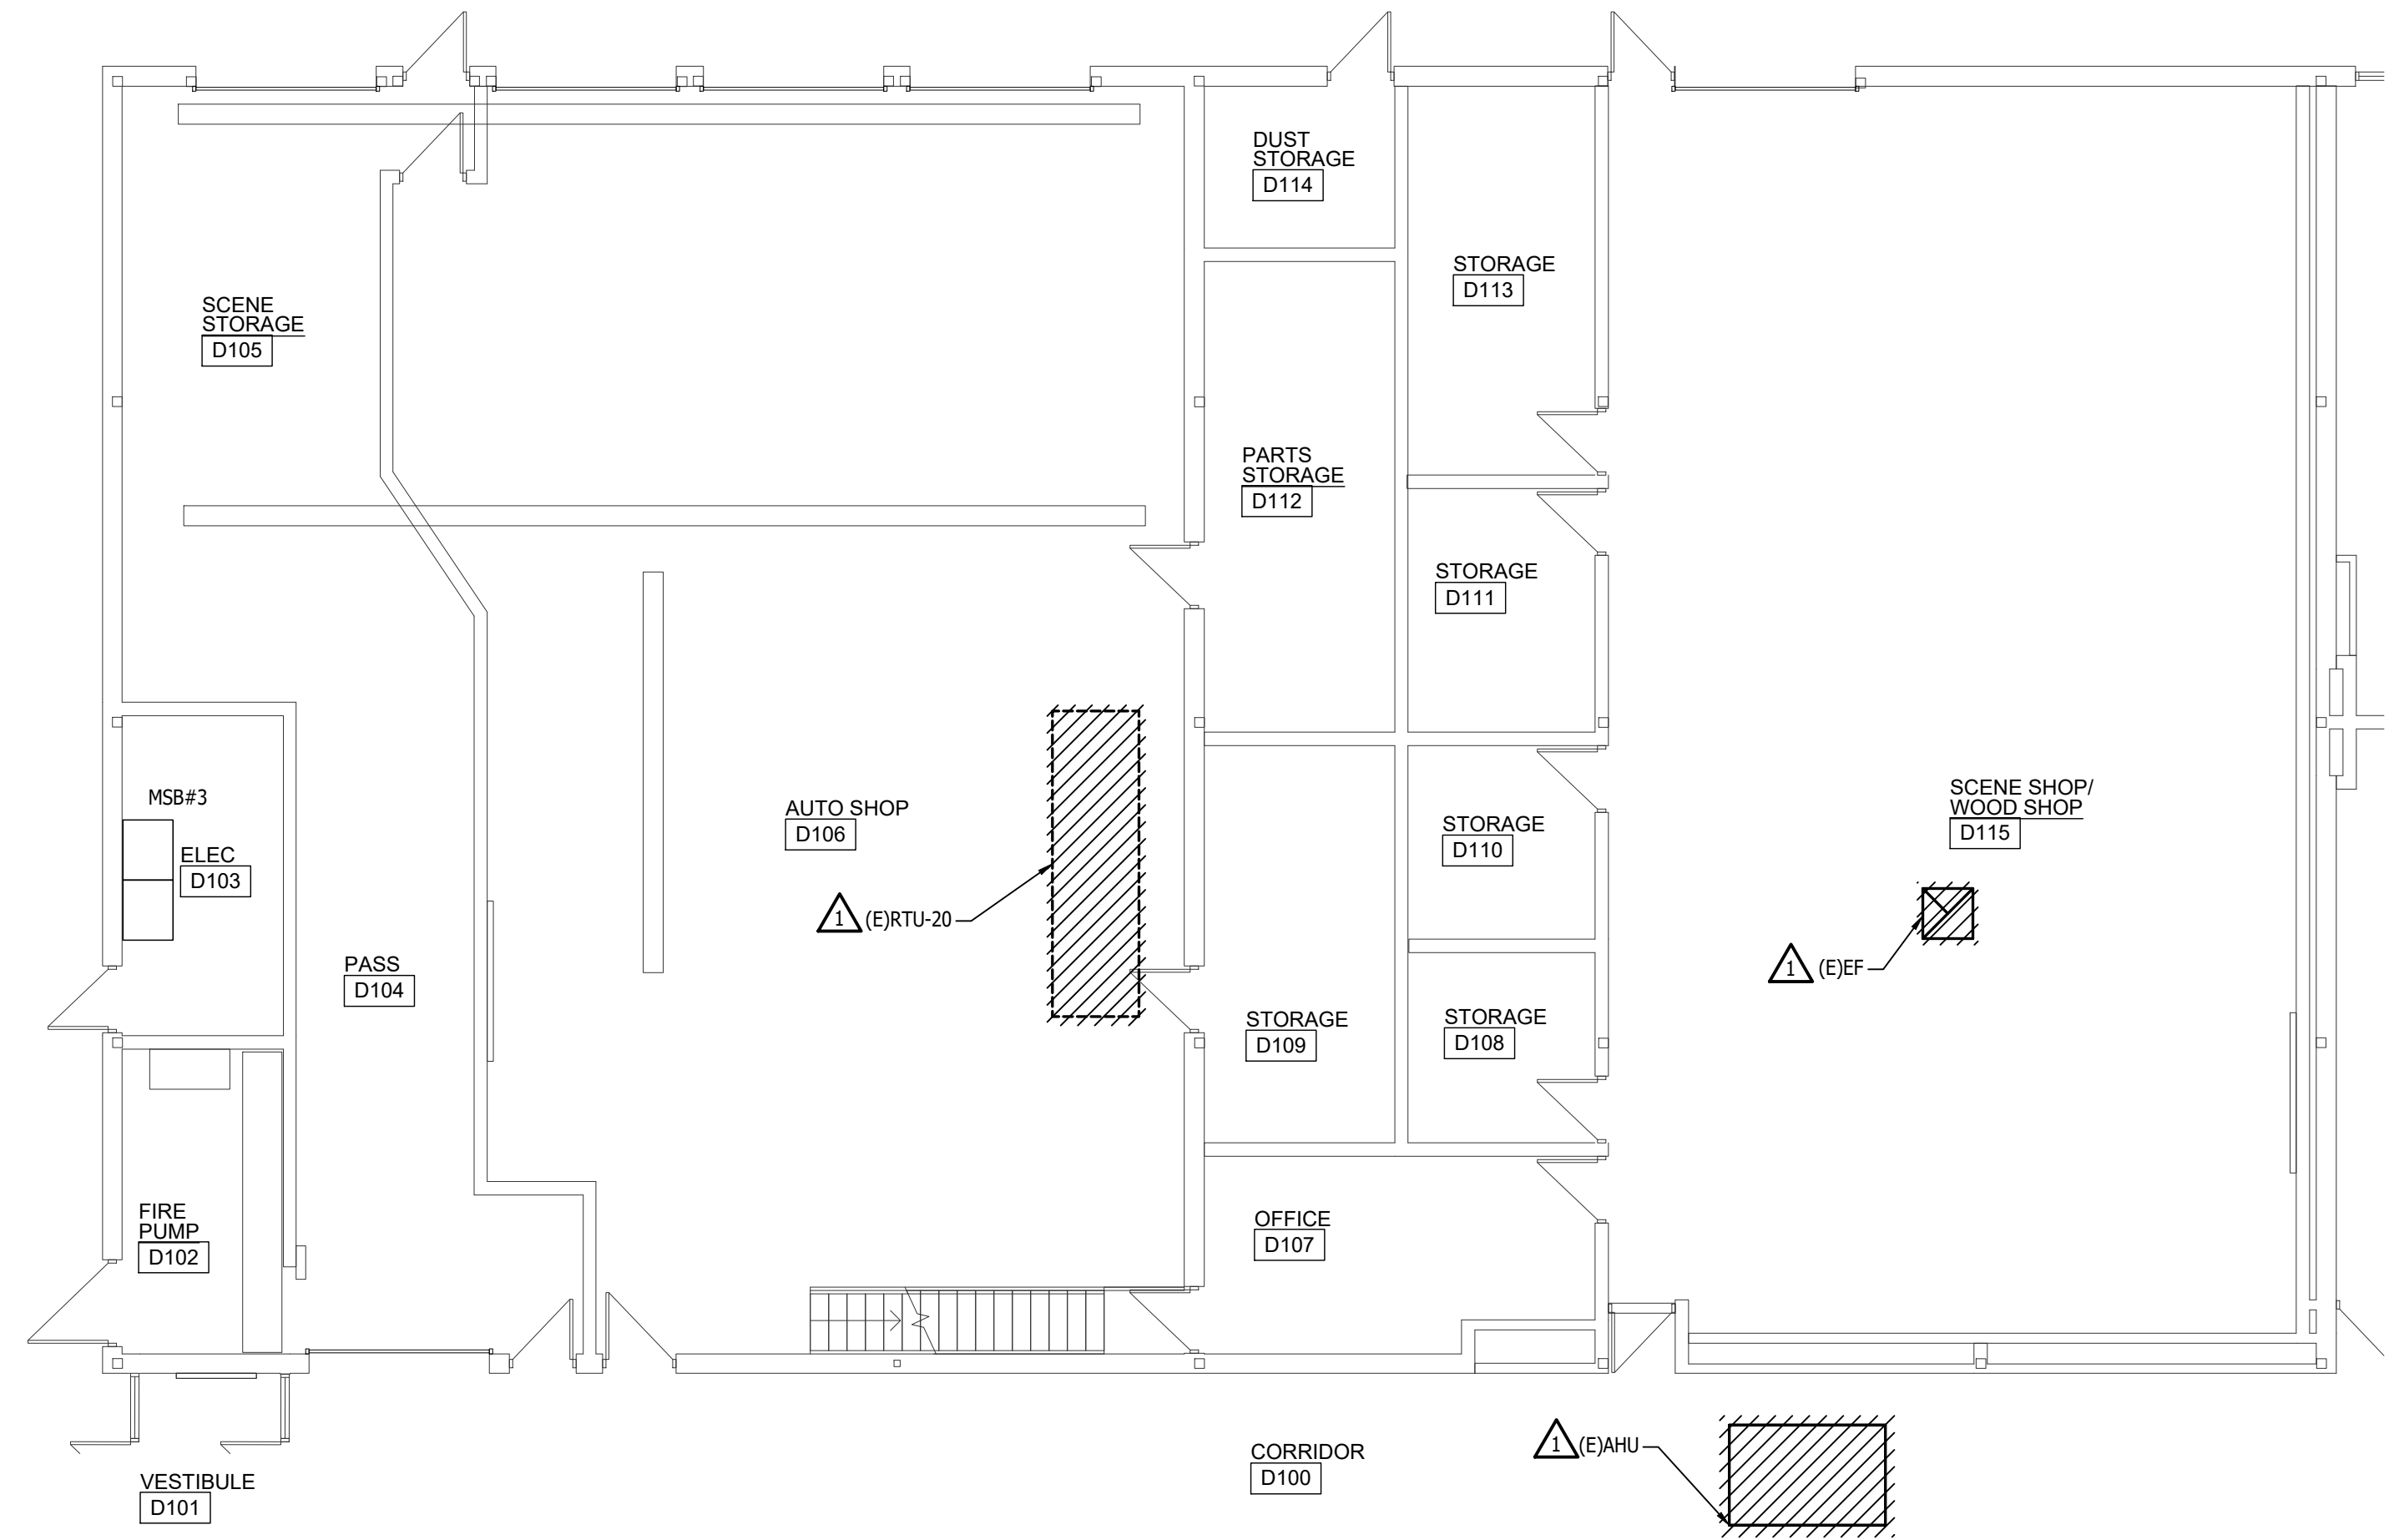 DUST
STORAGE
D114
STORAGE
D113
SCENE
STORAGE
D105
PARTS
STORAGE
D112
STORAGE
D111
MSB#3
ELEC
D103
AUTO SHOP
D106
STORAGE
D110
SCENE SHOP/
WOOD SHOP
D115
1 (E)RTU-20
1 (E)EF
PASS
D104
STORAGE
D109
STORAGE
D108
FIRE
PUMP
D102
OFFICE
D107
CORRIDOR
D100
1 (E)AHU
VESTIBULE
D101